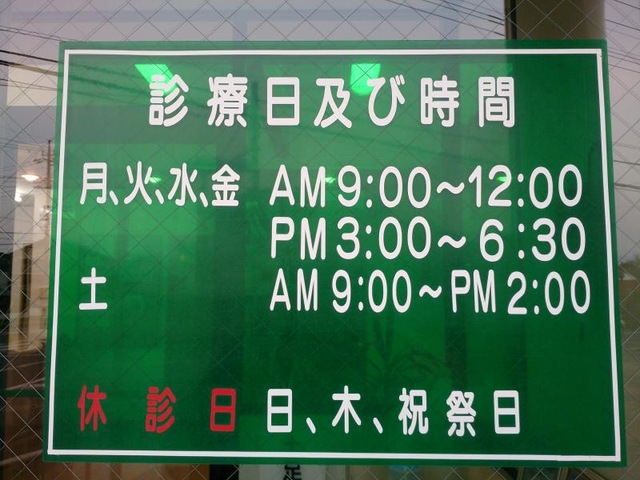 診療日及び時間
月、火、水、金 AM 9:00～12:00
PM 3:00～6:30
土 AM 9:00～PM 2:00
休診日 日、木、祝祭日